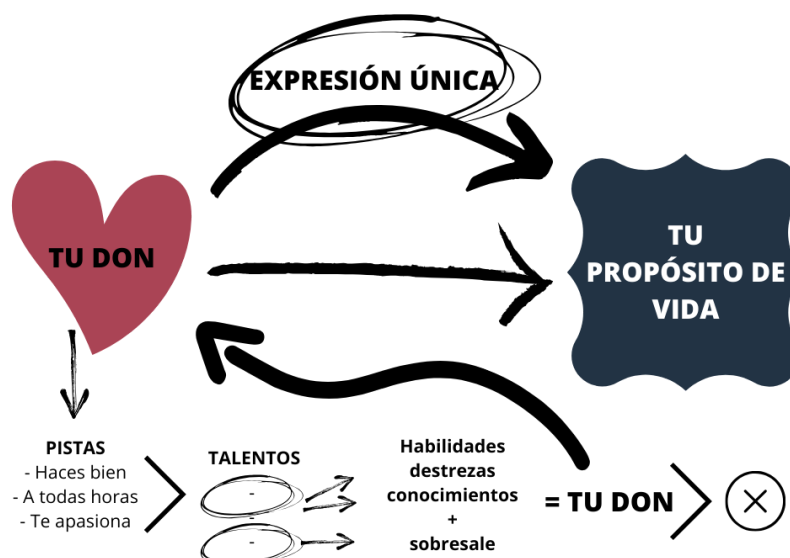 EXPRESIÓN ÚNICA
TU DON
TU
PROPÓSITO DE
VIDA
PISTAS
- Haces bien
- A todas horas
- Te apasiona
TALENTOS
-
-
-
Habilidades
destrezas
conocimientos
+
sobresale
= TU DON